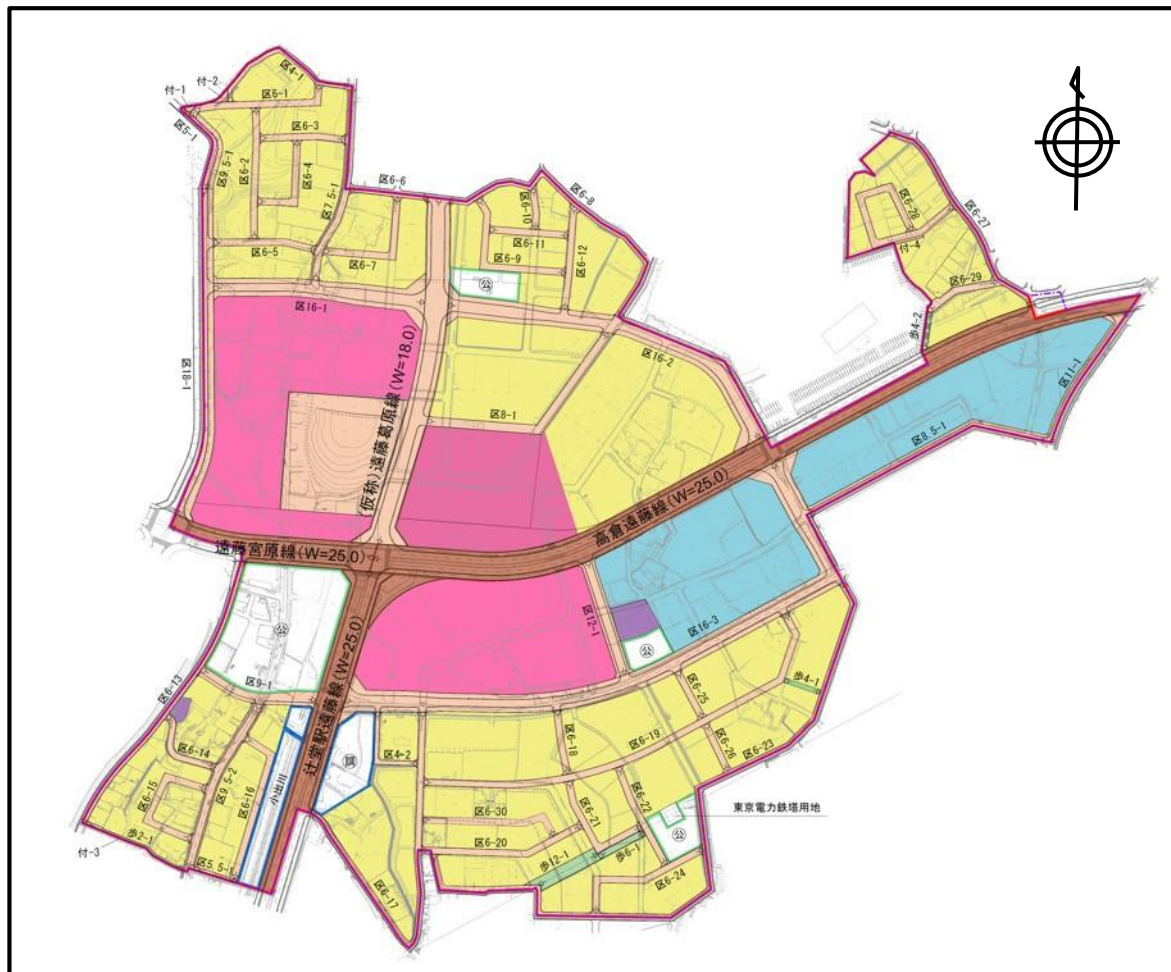 区4-1
付-2
付-1
区6-1
区5-1
区6-3
区9.5-1
区6-2
区6-4
区7.5-1
区6-6
区6-8
区6-10
区6-11
区6-9
区6-12
区6-5
区6-7
公
区6-28
区6-27
付-4
区6-29
歩4-2
区16-1
区18-1
(仮称)遠藤葛原線(W=18.0)
区16-2
区8-1
区11-1
区8.5-1
高倉遠藤線(W=25.0)
遠藤宮原線(W=25.0)
公
区12-1
公
区16-3
区6-13
区9-1
辻堂駅遠藤線(W=25.0)
区6-25
歩4-1
区6-14
区4-2
区6-18
区6-19
区6-26
区6-23
区9.5-2
区6-16
小出川
区6-15
区6-30
区6-21
区6-22
東京電力鉄塔用地
公
歩2-1
付-3
区5.5-1
区6-20
歩12-1
歩6-1
区6-24
区6-17